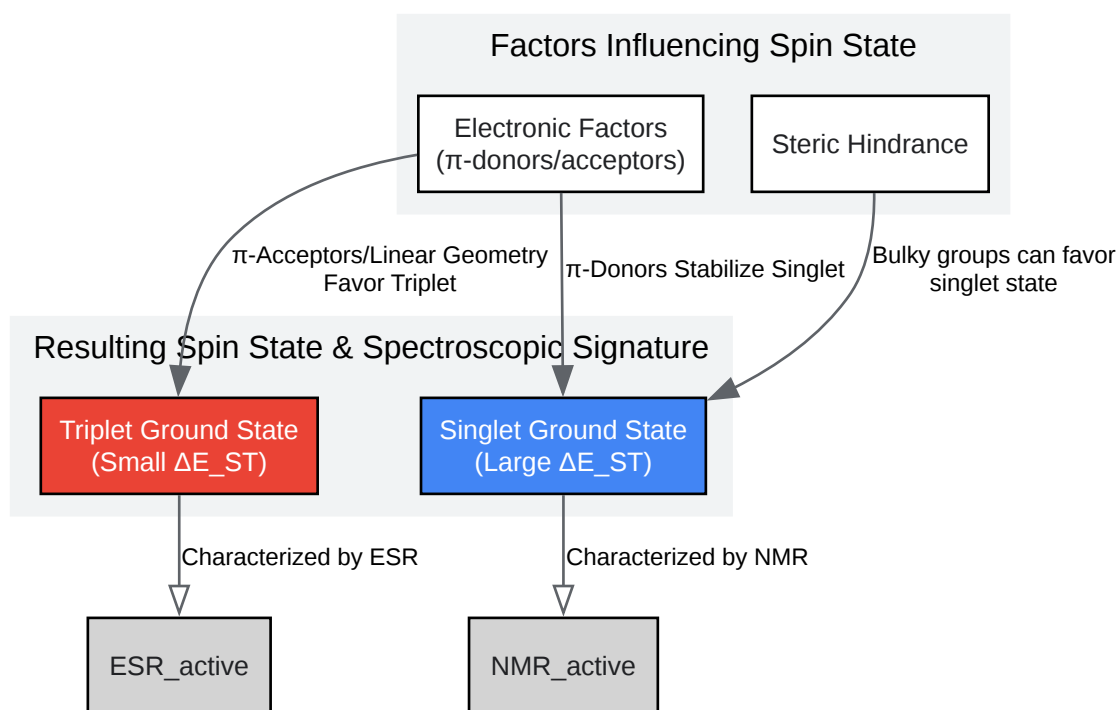 Factors Influencing Spin State
Electronic Factors
(π-donors/acceptors)
Steric Hindrance
π-Acceptors/Linear Geometry
Favor Triplet
π-Donors Stabilize Singlet
Bulky groups can favor
singlet state
Resulting Spin State & Spectroscopic Signature
Triplet Ground State
(Small ΔE_ST)
Singlet Ground State
(Large ΔE_ST)
Characterized by ESR
Characterized by NMR
ESR_active
NMR_active